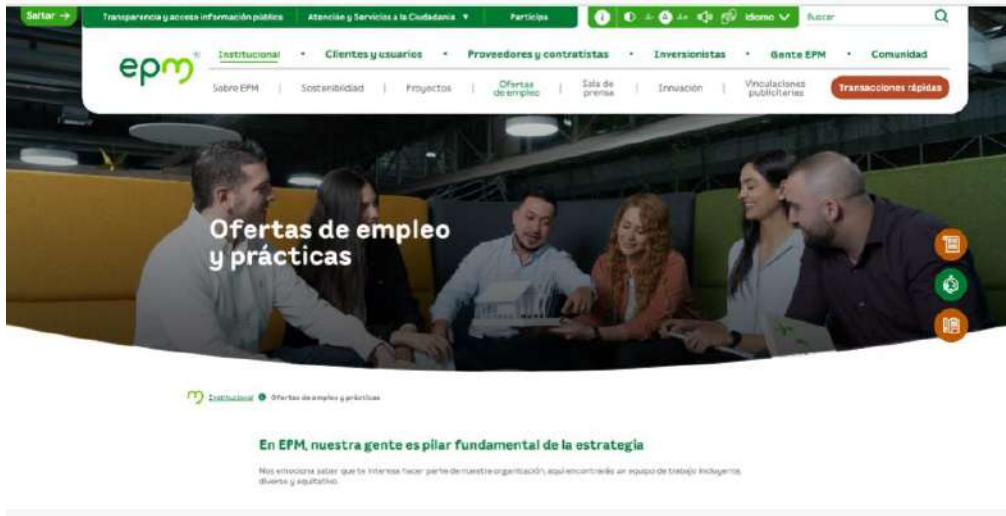 Saltar →
Transparencia y acceso información pública
Atención y Servicios a la Ciudadanía ▼
Participa
i
A- A A+
Idioma
Buscar
epm®
Institucional • Clientes y usuarios • Proveedores y contratistas • Inversionistas • Gente EPM • Comunidad
Sobre EPM | Sostenibilidad | Proyectos | Ofertas de empleo | Sala de prensa | Innvación | Vinculaciones publicitarias
Transacciones rápidas
Ofertas de empleo
y prácticas
Institucional
Ofertas de empleo y prácticas
En EPM, nuestra gente es pilar fundamental de la estrategia
Nos emociona saber que te interesa hacer parte de nuestra organización, aquí encontrarás un equipo de trabajo incluyente,
diverso y equitativo.